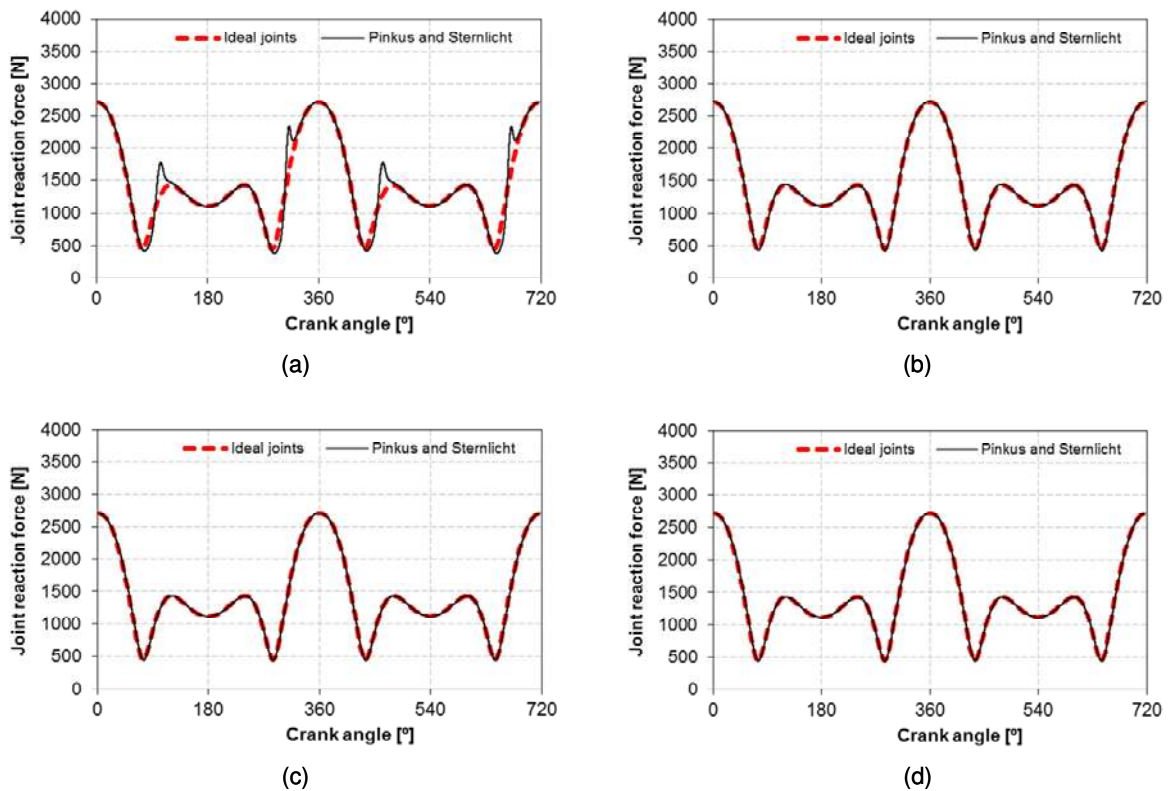 Joint reaction force [N]
4000
3500
3000
2500
2000
1500
1000
500
0
Ideal joints Pinkus and Sternlicht
0 180 360 540 720
Crank angle [º]
(a)
Joint reaction force [N]
4000
3500
3000
2500
2000
1500
1000
500
0
Ideal joints Pinkus and Sternlicht
0 180 360 540 720
Crank angle [º]
(b)
Joint reaction force [N]
4000
3500
3000
2500
2000
1500
1000
500
0
Ideal joints Pinkus and Sternlicht
0 180 360 540 720
Crank angle [º]
(c)
Joint reaction force [N]
4000
3500
3000
2500
2000
1500
1000
500
0
Ideal joints Pinkus and Sternlicht
0 180 360 540 720
Crank angle [º]
(d)